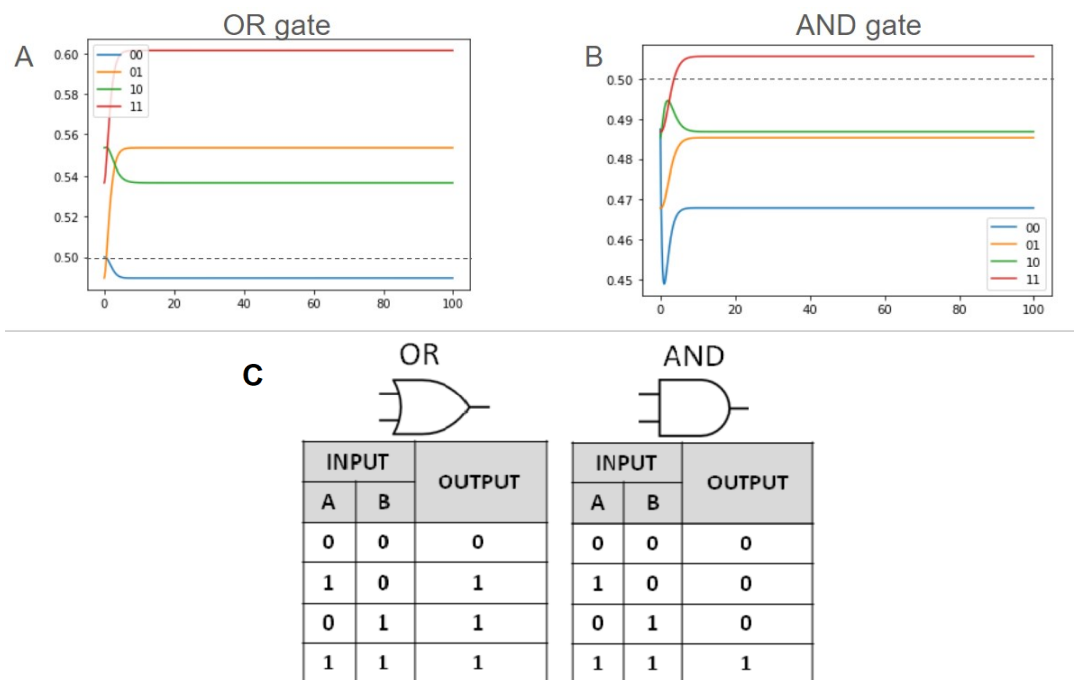 OR gate
A
0.60
0.58
0.56
0.54
0.52
0.50
00
01
10
11
0 20 40 60 80 100
AND gate
B
0.50
0.49
0.48
0.47
0.46
0.45
00
01
10
11
0 20 40 60 80 100
C
OR
INPUT OUTPUT
A B
0 0 0
1 0 1
0 1 1
1 1 1
AND
INPUT OUTPUT
A B
0 0 0
1 0 0
0 1 0
1 1 1